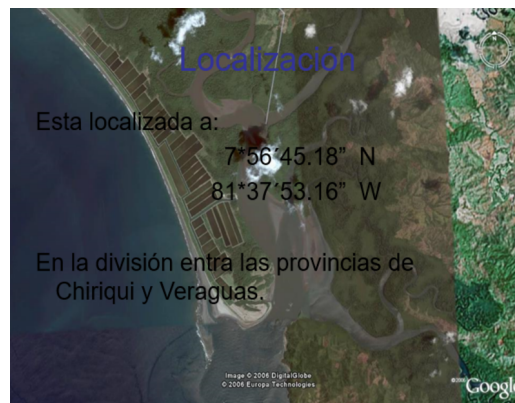 Localización
Esta localizada a:
7*56´45.18” N
81*37´53.16” W
En la división entra las provincias de
Chiriqui y Veraguas.
Image © 2006 DigitalGlobe
© 2006 Europa Technologies
Google